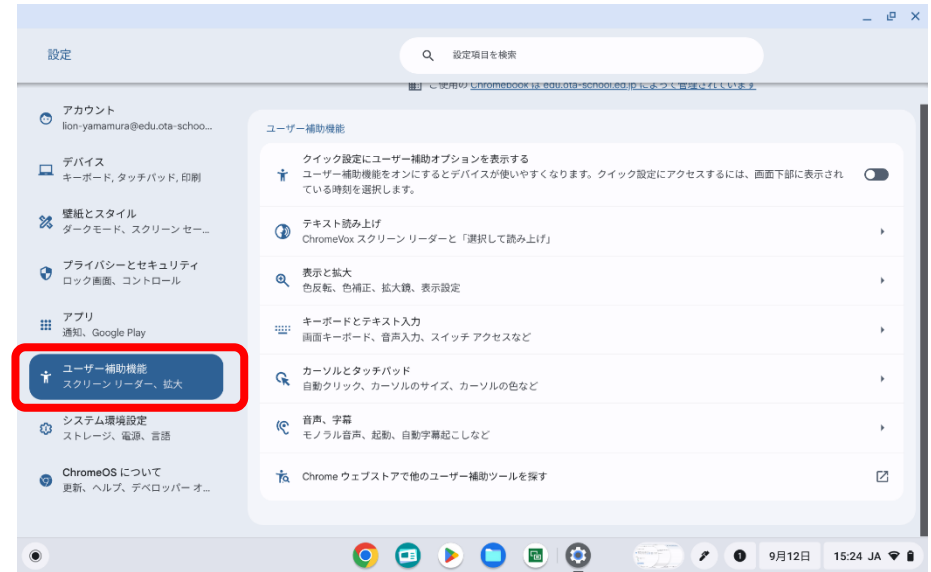 設定
設定項目を検索
ご使用の Chromebook は edu.ota-school.ed.jp によって管理されています
アカウント
lion-yamamura@edu.ota-schoo...
デバイス
キーボード, タッチパッド, 印刷
壁紙とスタイル
ダークモード、スクリーン セー...
プライバシーとセキュリティ
ロック画面、コントロール
アプリ
通知、Google Play
ユーザー補助機能
スクリーン リーダー、拡大
システム環境設定
ストレージ、電源、言語
ChromeOS について
更新、ヘルプ、デベロッパー オ...
ユーザー補助機能
クイック設定にユーザー補助オプションを表示する
ユーザー補助機能をオンにするとデバイスが使いやすくなります。クイック設定にアクセスするには、画面下部に表示され
ている時刻を選択します。
テキスト読み上げ
ChromeVox スクリーン リーダーと「選択して読み上げ」
表示と拡大
色反転、色補正、拡大鏡、表示設定
キーボードとテキスト入力
画面キーボード、音声入力、スイッチ アクセスなど
カーソルとタッチパッド
自動クリック、カーソルのサイズ、カーソルの色など
音声、字幕
モノラル音声、起動、自動字幕起こしなど
Chrome ウェブストアで他のユーザー補助ツールを探す
1
9月12日
15:24 JA